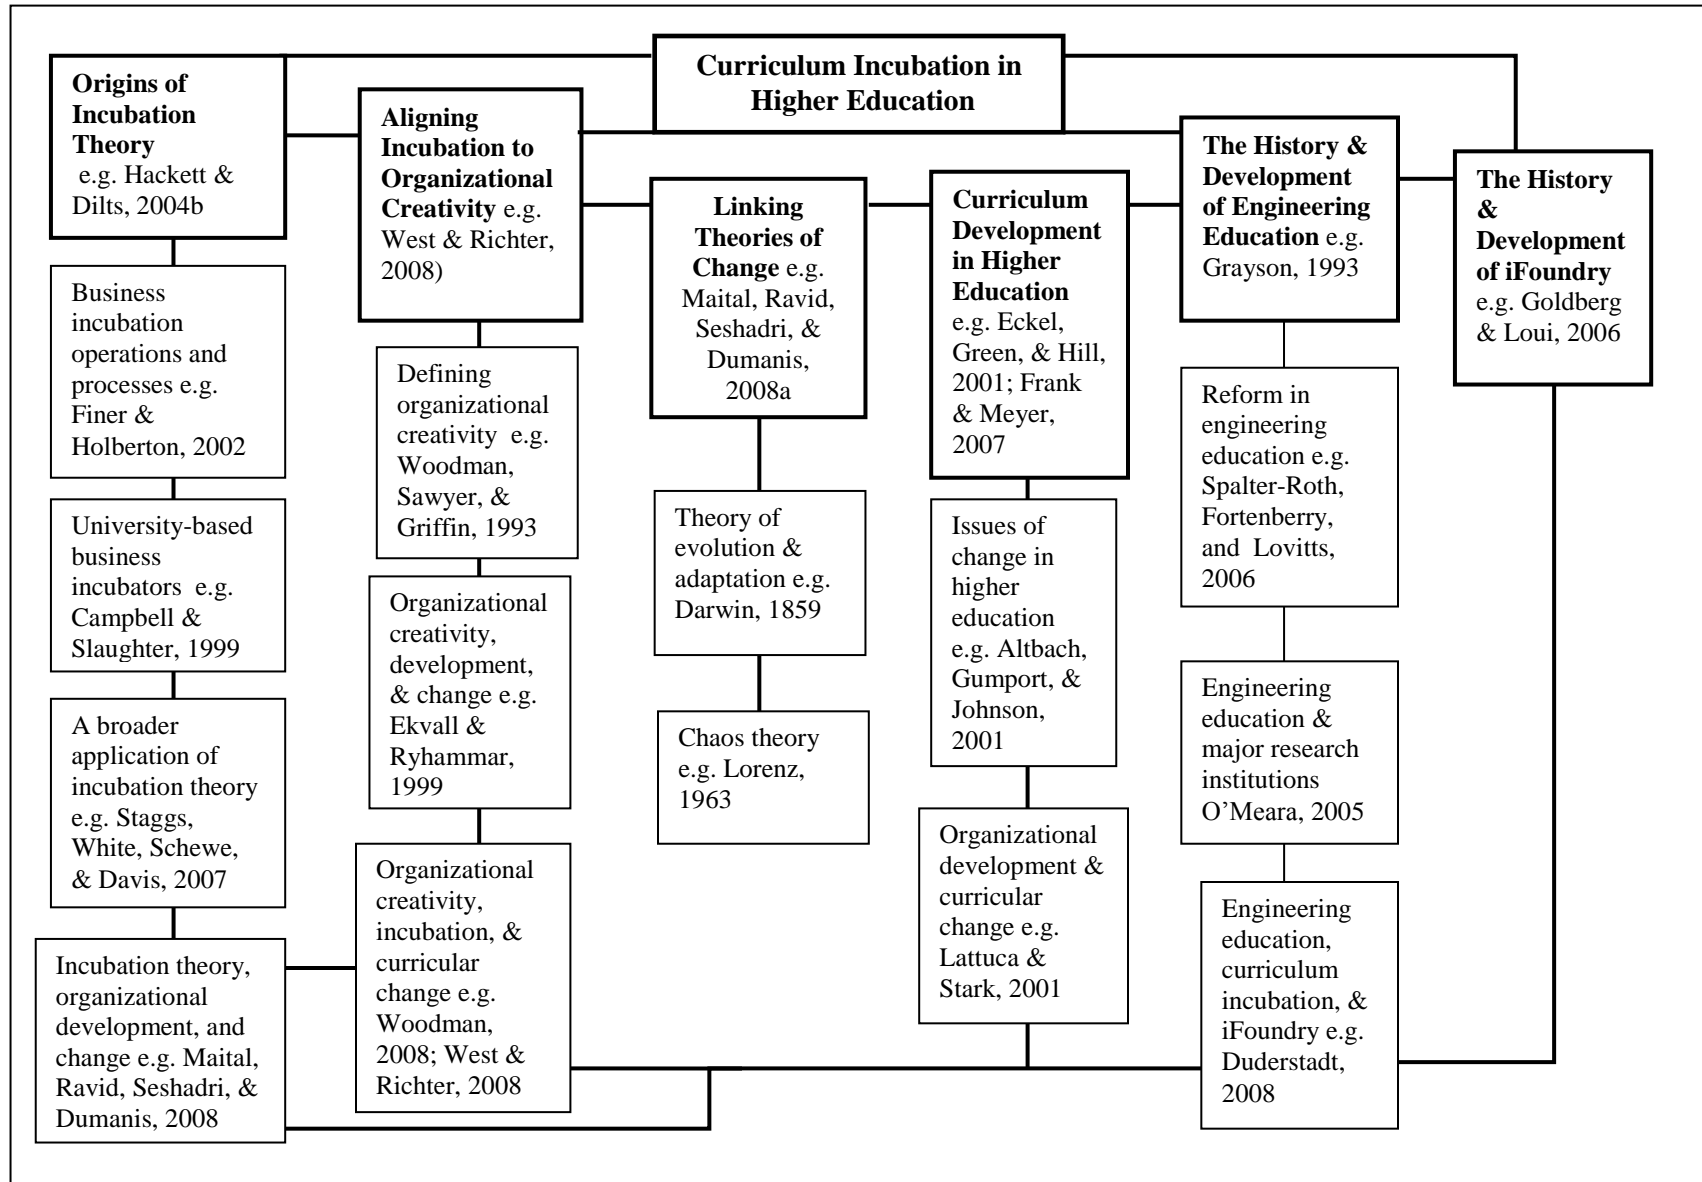 Curriculum Incubation in
Higher Education
Origins of
Incubation
Theory
e.g. Hackett &
Dilts, 2004b
Business
incubation
operations and
processes e.g.
Finer &
Holberton, 2002
University-based
business
incubators e.g.
Campbell &
Slaughter, 1999
A broader
application of
incubation theory
e.g. Staggs,
White, Schewe,
& Davis, 2007
Incubation theory,
organizational
development, and
change e.g. Maital,
Ravid, Seshadri, &
Dumanis, 2008
Aligning
Incubation to
Organizational
Creativity e.g.
West & Richter,
2008)
Defining
organizational
creativity e.g.
Woodman,
Sawyer, &
Griffin, 1993
Organizational
creativity,
development,
& change e.g.
Ekvall &
Ryhammar,
1999
Organizational
creativity,
incubation, &
curricular
change e.g.
Woodman,
2008; West &
Richter, 2008
Linking
Theories of
Change e.g.
Maital, Ravid,
Seshadri, &
Dumanis,
2008a
Theory of
evolution &
adaptation e.g.
Darwin, 1859
Chaos theory
e.g. Lorenz,
1963
Curriculum
Development
in Higher
Education
e.g. Eckel,
Green, & Hill,
2001; Frank
& Meyer,
2007
Issues of
change in
higher
education
e.g. Altbach,
Gumport, &
Johnson,
2001
Organizational
development &
curricular
change e.g.
Lattuca &
Stark, 2001
The History &
Development
of Engineering
Education e.g.
Grayson, 1993
Reform in
engineering
education e.g.
Spalter-Roth,
Fortenberry,
and Lovitts,
2006
Engineering
education &
major research
institutions
O’Meara, 2005
Engineering
education,
curriculum
incubation, &
iFoundry e.g.
Duderstadt,
2008
The History
&
Development
of iFoundry
e.g. Goldberg
& Loui, 2006